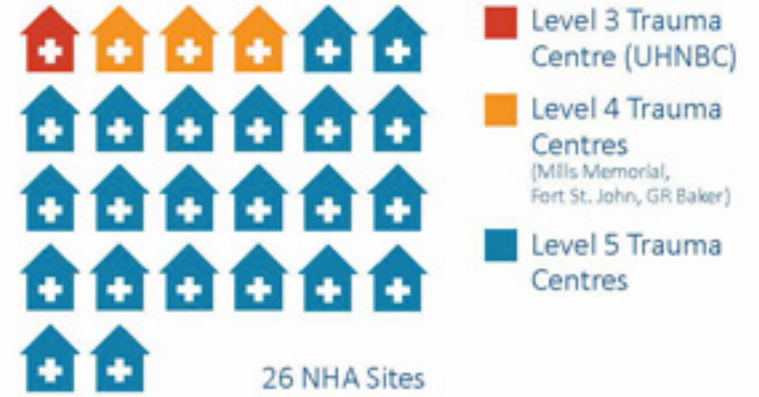 Level 3 Trauma
Centre (UHNBC)
Level 4 Trauma
Centres
(Mills Memorial,
Fort St. John, GR Baker)
Level 5 Trauma
Centres
26 NHA Sites